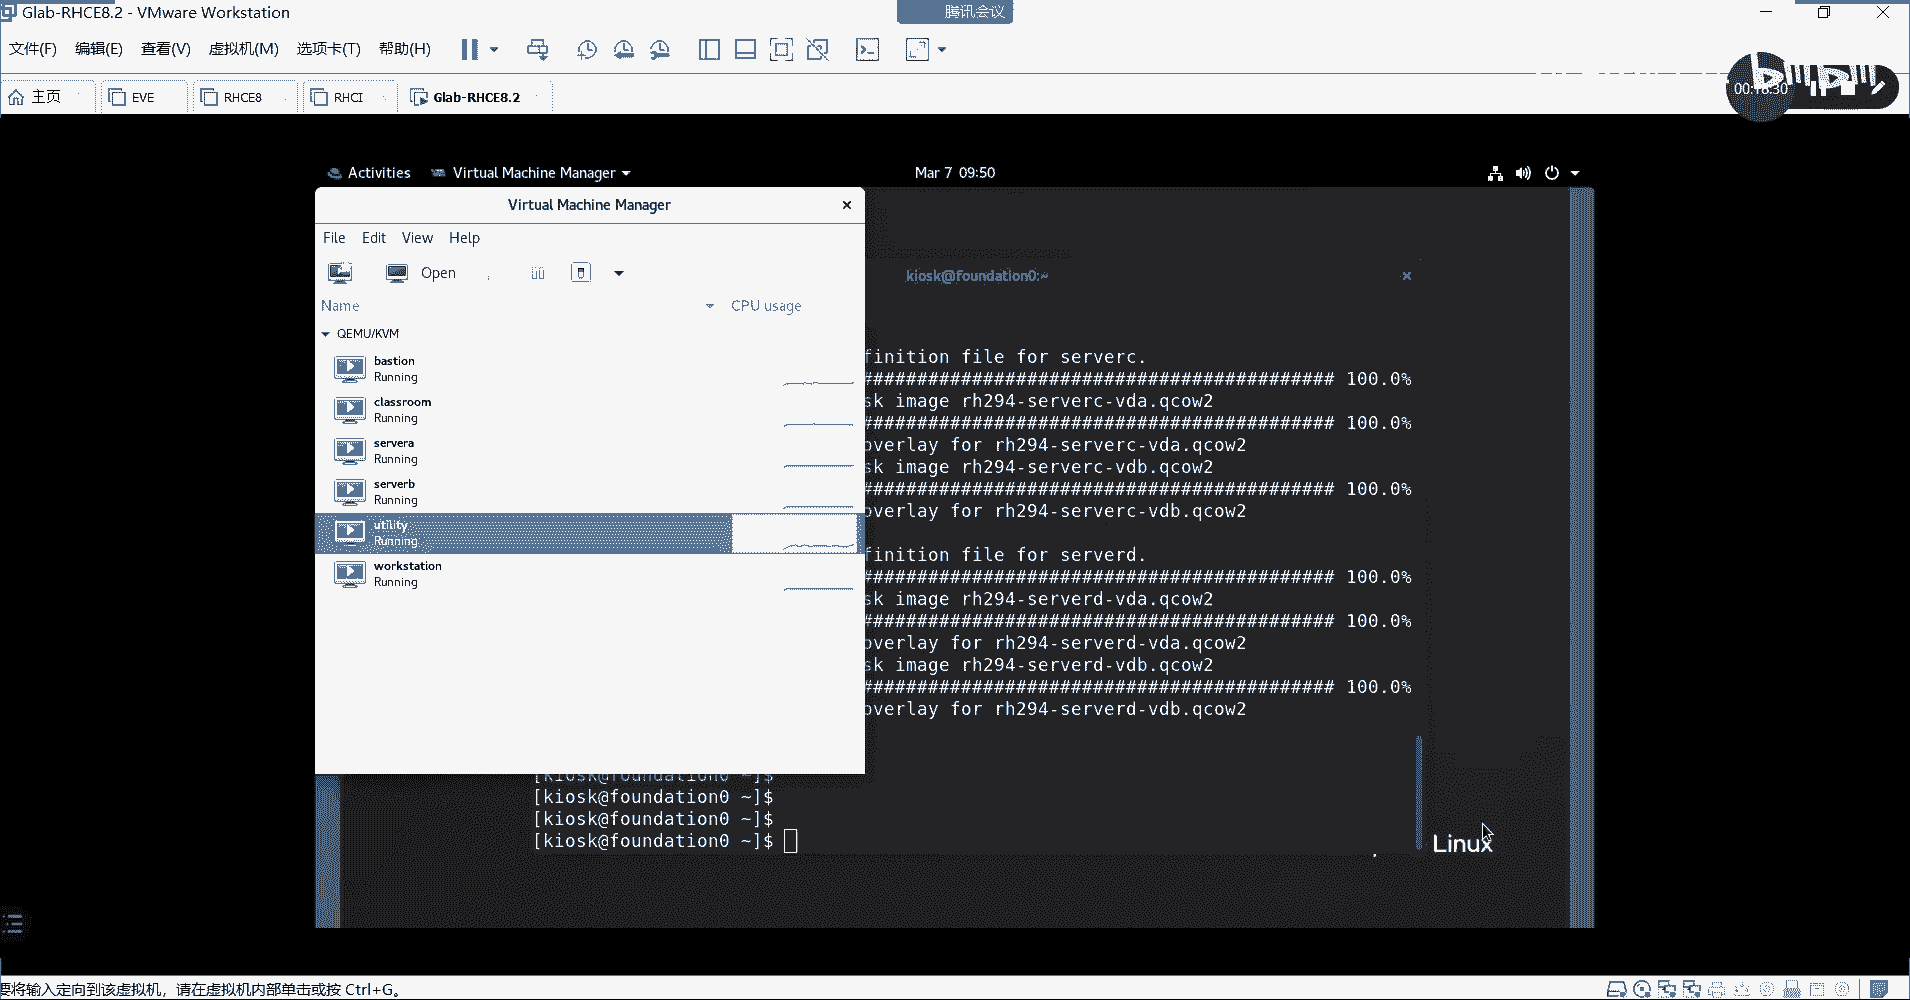 Glab-RHCE8.2 - VMware Workstation
腾讯会议
文件(F) 编辑(E) 查看(V) 虚拟机(M) 选项卡(T) 帮助(H)
主页 EVE RHCE8 RHCI Glab-RHCE8.2
Activities Virtual Machine Manager Mar 7 09:50
Virtual Machine Manager
File Edit View Help
Open
Name CPU usage
QEMU/KVM
bastion
Running
classroom
Running
servera
Running
serverb
Running
utility
Running
workstation
Running
kiosk@foundation0:~
finition file for serverc.
########################################### 100.0%
sk image rh294-serverc-vda.qcow2
########################################### 100.0%
overlay for rh294-serverc-vda.qcow2
sk image rh294-serverc-vdb.qcow2
########################################### 100.0%
overlay for rh294-serverc-vdb.qcow2
finition file for serverd.
########################################### 100.0%
sk image rh294-serverd-vda.qcow2
########################################### 100.0%
overlay for rh294-serverd-vda.qcow2
sk image rh294-serverd-vdb.qcow2
########################################### 100.0%
overlay for rh294-serverd-vdb.qcow2
[kiosk@foundation0 ~]$
[kiosk@foundation0 ~]$
[kiosk@foundation0 ~]$
[kiosk@foundation0 ~]$
Linux
要将输入定向到该虚拟机，请在虚拟机内部单击或按 Ctrl+G。